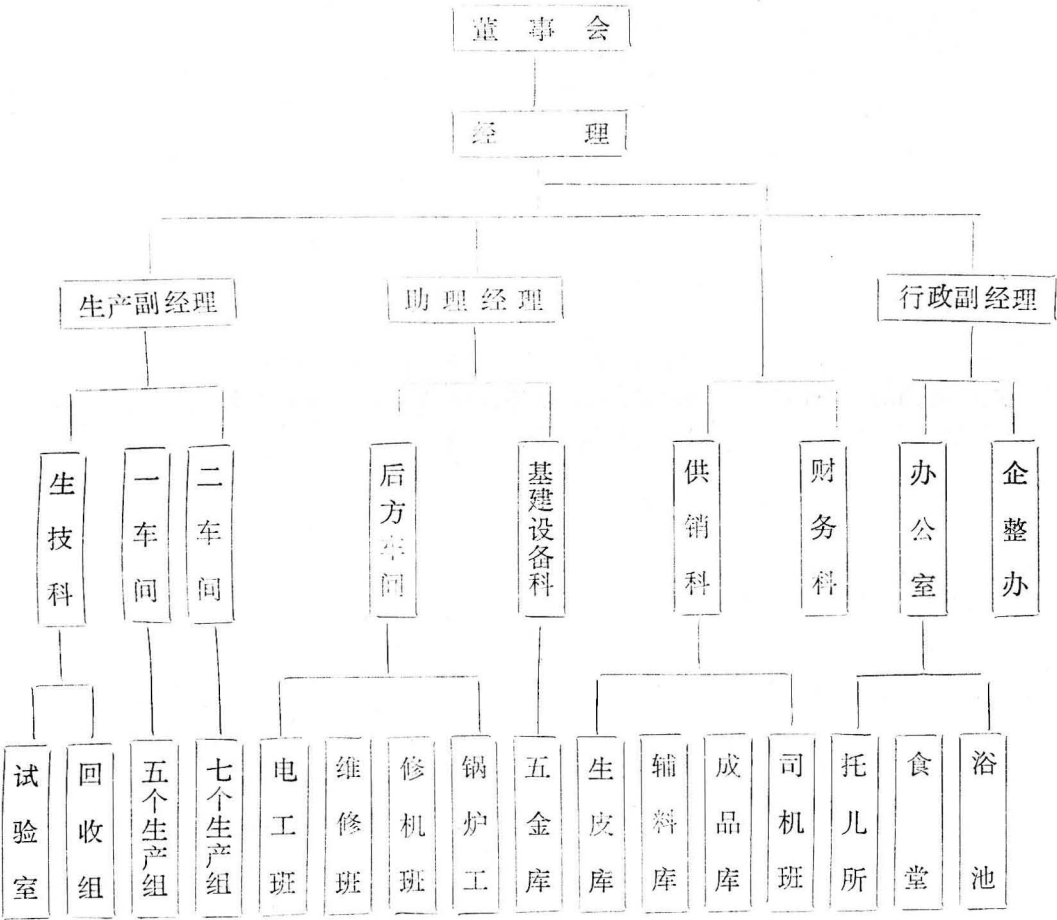 董事会
经理
生产副经理
助理经理
行政副经理
生技科
一车间
二车间
后方车间
基建设备科
供销科
财务科
办公室
企整办
试验室
回收组
五个生产组
七个生产组
电工班
维修班
修机班
锅炉工
五金库
生皮库
辅料库
成品库
司机班
托儿所
食堂
浴池